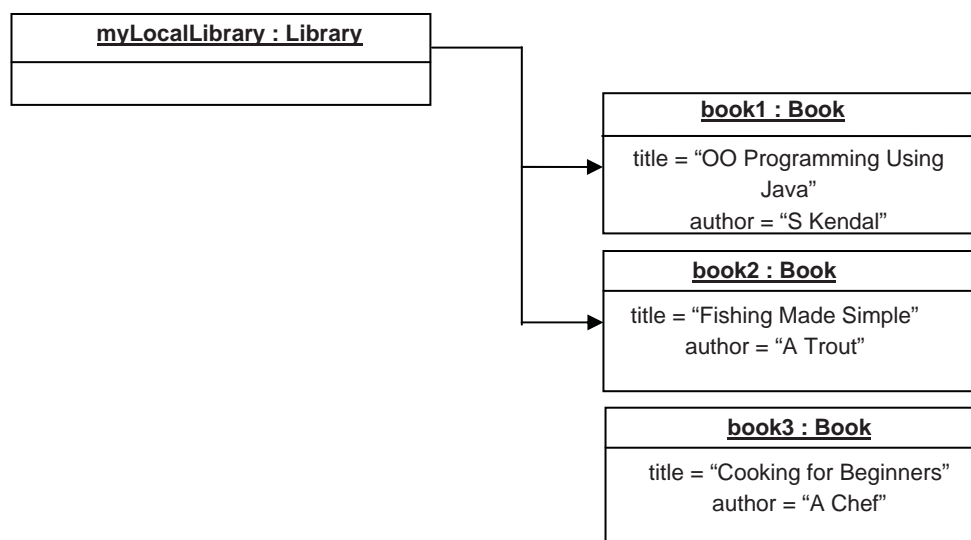 myLocalLibrary : Library
book1 : Book
title = “OO Programming Using
Java”
author = “S Kendal”
book2 : Book
title = “Fishing Made Simple”
author = “A Trout”
book3 : Book
title = “Cooking for Beginners”
author = “A Chef”